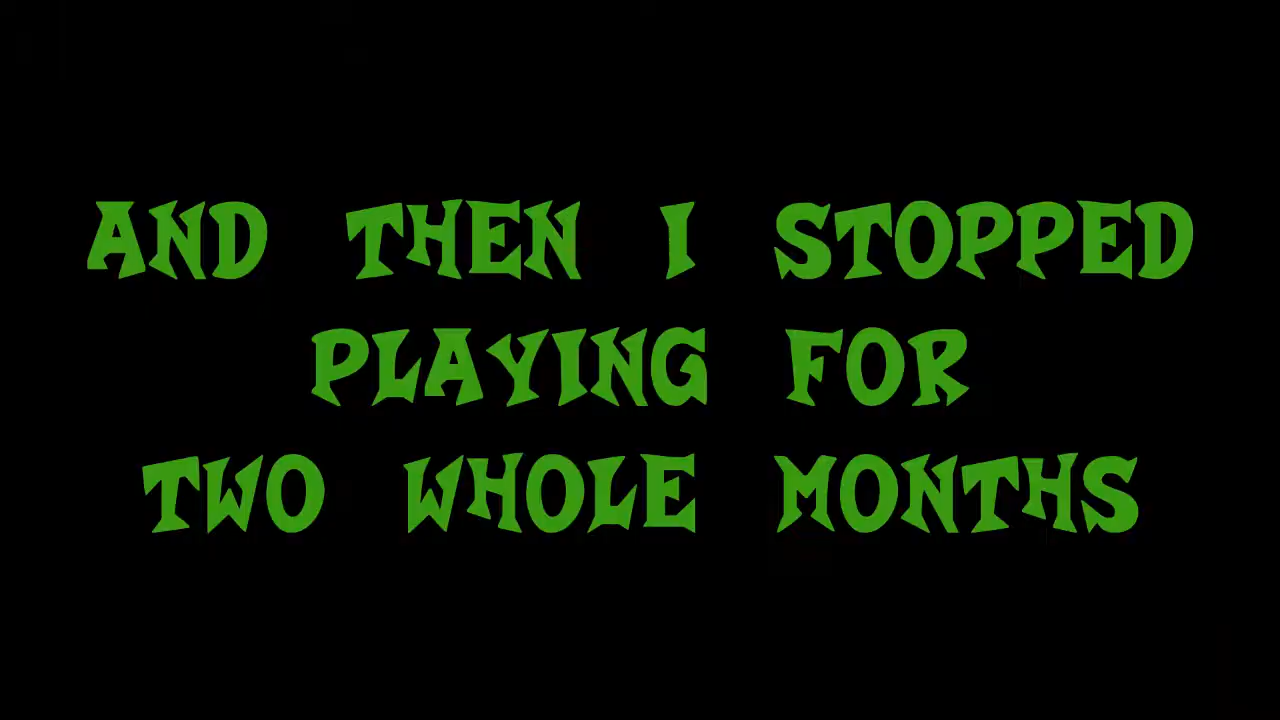 AND THEN I STOPPED
PLAYING FOR
TWO WHOLE MONTHS